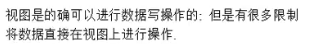 视图是的确可以进行数据写操作的: 但是有很多限制
将数据直接在视图上进行操作.